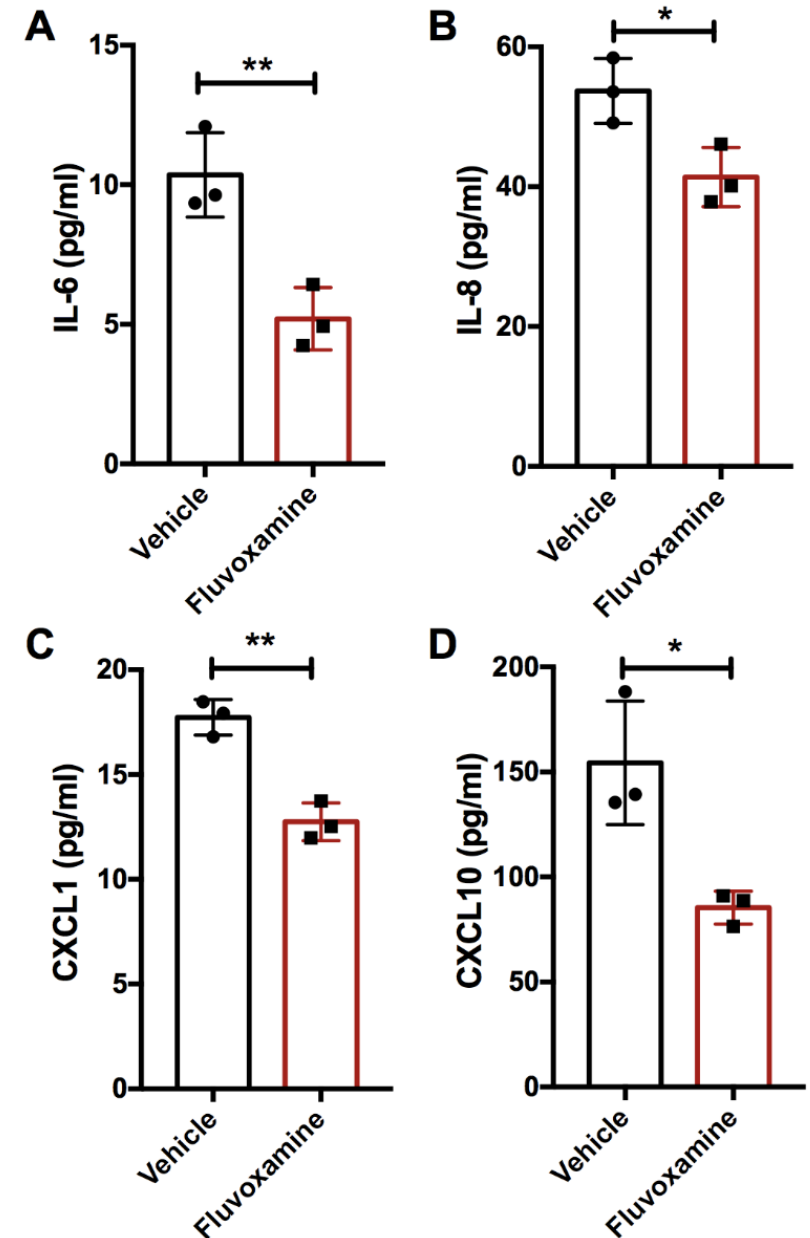 A
IL-6 (pg/ml)
15
10
5
0
**
Vehicle
Fluvoxamine
B
IL-8 (pg/ml)
60
40
20
0
*
Vehicle
Fluvoxamine
C
CXCL1 (pg/ml)
20
15
10
5
0
**
Vehicle
Fluvoxamine
D
CXCL10 (pg/ml)
200
150
100
50
0
*
Vehicle
Fluvoxamine